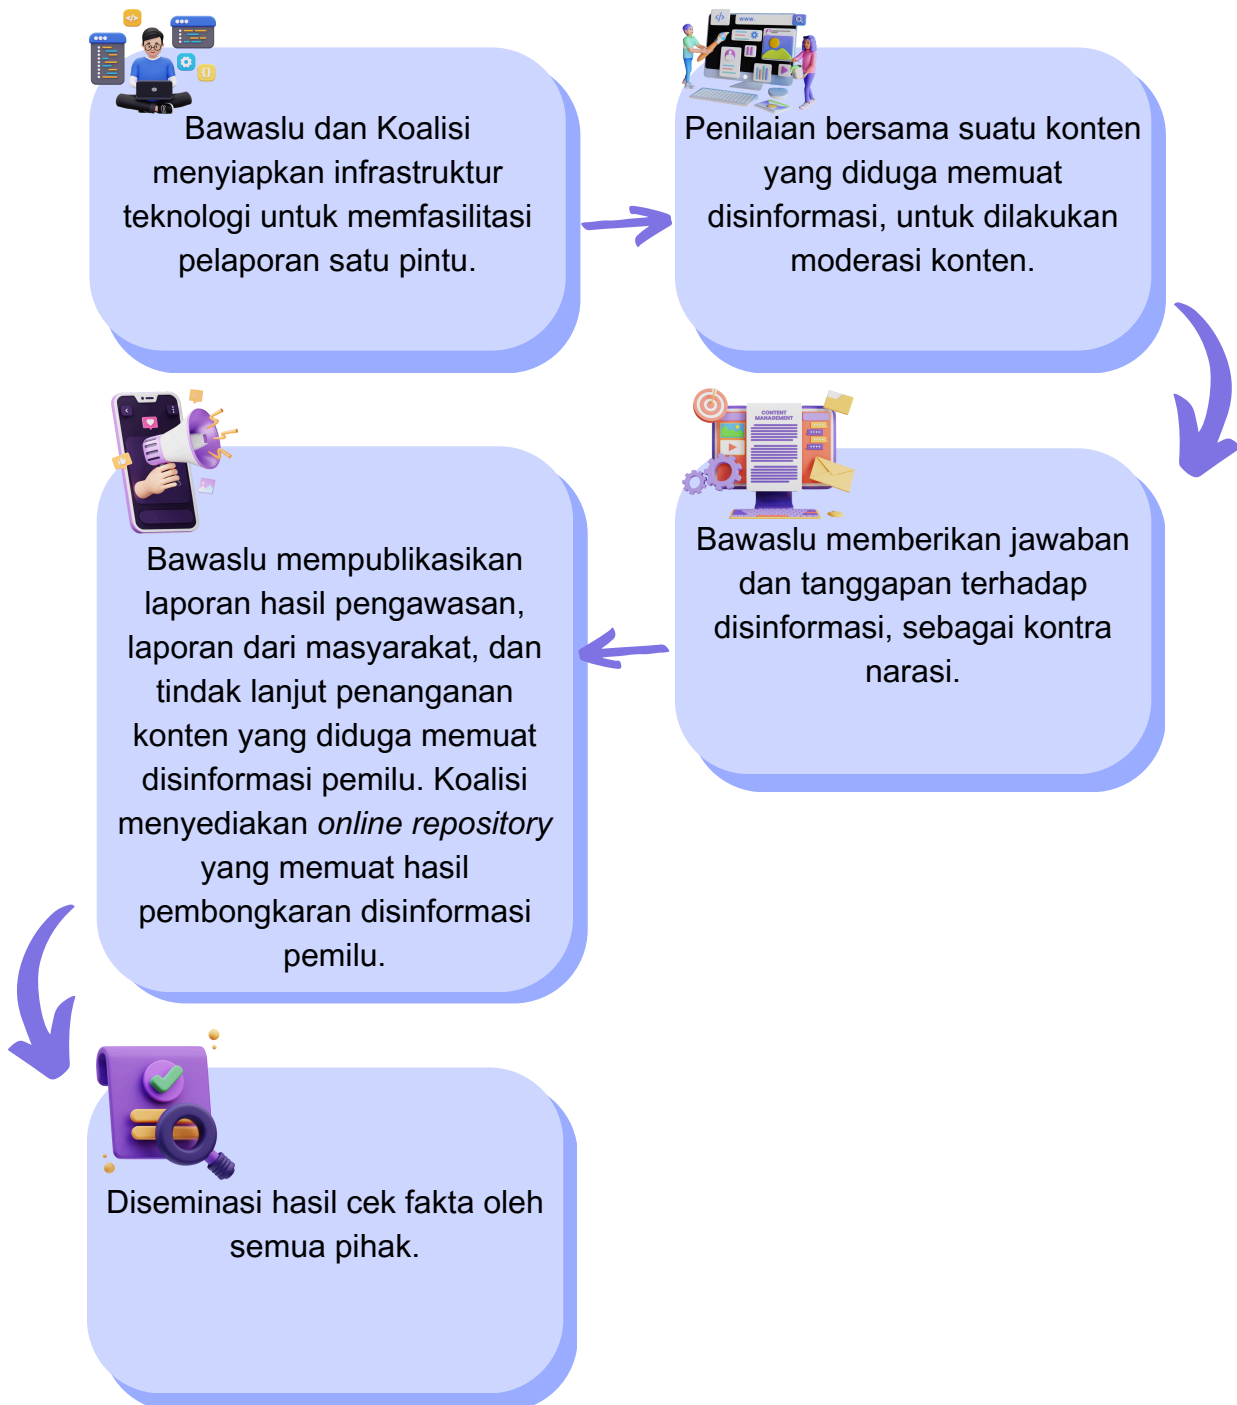 </>
www.
Bawaslu dan Koalisi
menyiapkan infrastruktur
teknologi untuk memfasilitasi
pelaporan satu pintu.
Penilaian bersama suatu konten
yang diduga memuat
disinformasi, untuk dilakukan
moderasi konten.
CONTENT
MANAGEMENT
Bawaslu memberikan jawaban
dan tanggapan terhadap
disinformasi, sebagai kontra
narasi.
Bawaslu mempublikasikan
laporan hasil pengawasan,
laporan dari masyarakat, dan
tindak lanjut penanganan
konten yang diduga memuat
disinformasi pemilu. Koalisi
menyediakan online repository
yang memuat hasil
pembongkaran disinformasi
pemilu.
Diseminasi hasil cek fakta oleh
semua pihak.